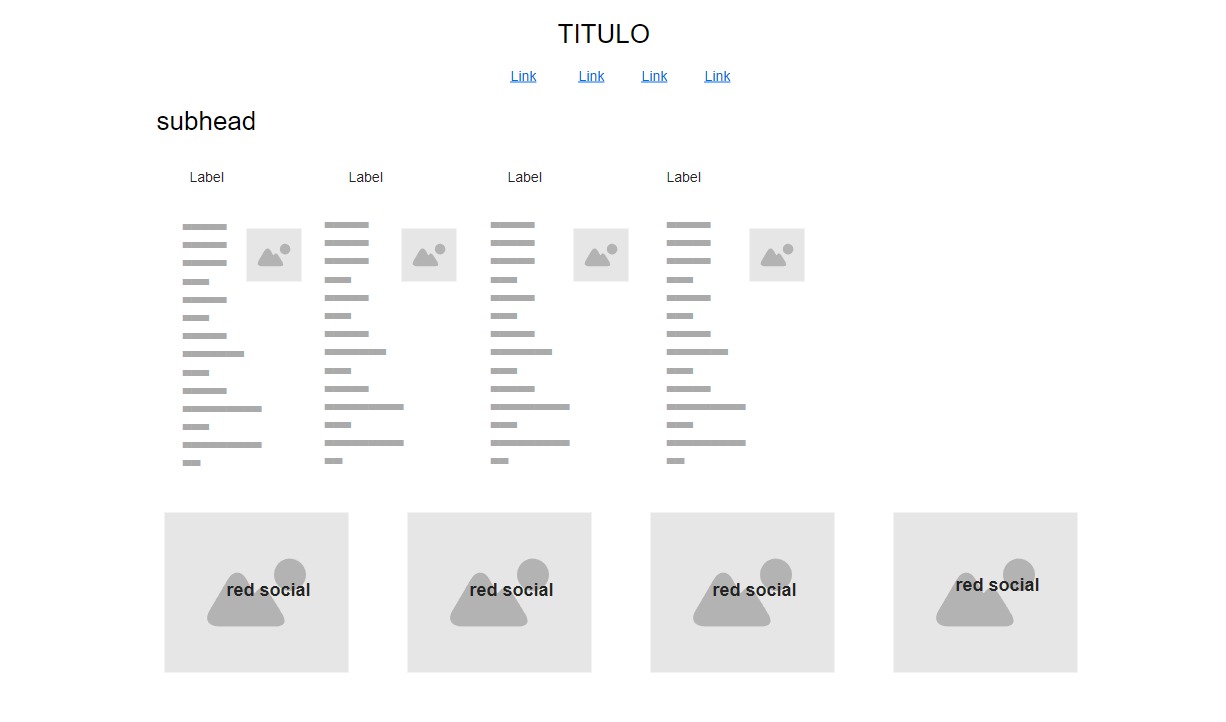 TITULO
Link Link Link Link
subhead
Label Label Label Label
red social red social red social red social